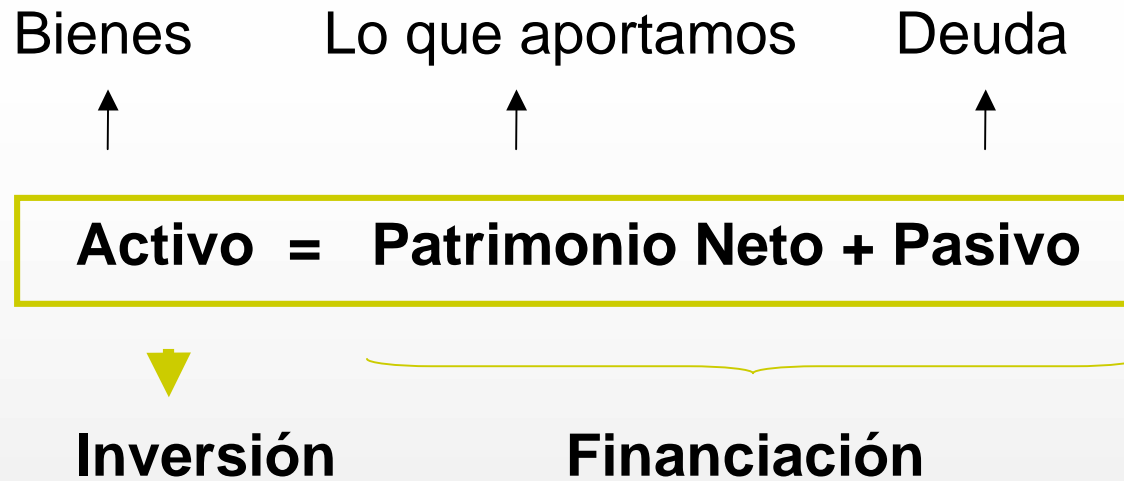 Bienes Lo que aportamos Deuda
Activo = Patrimonio Neto + Pasivo
Inversión Financiación